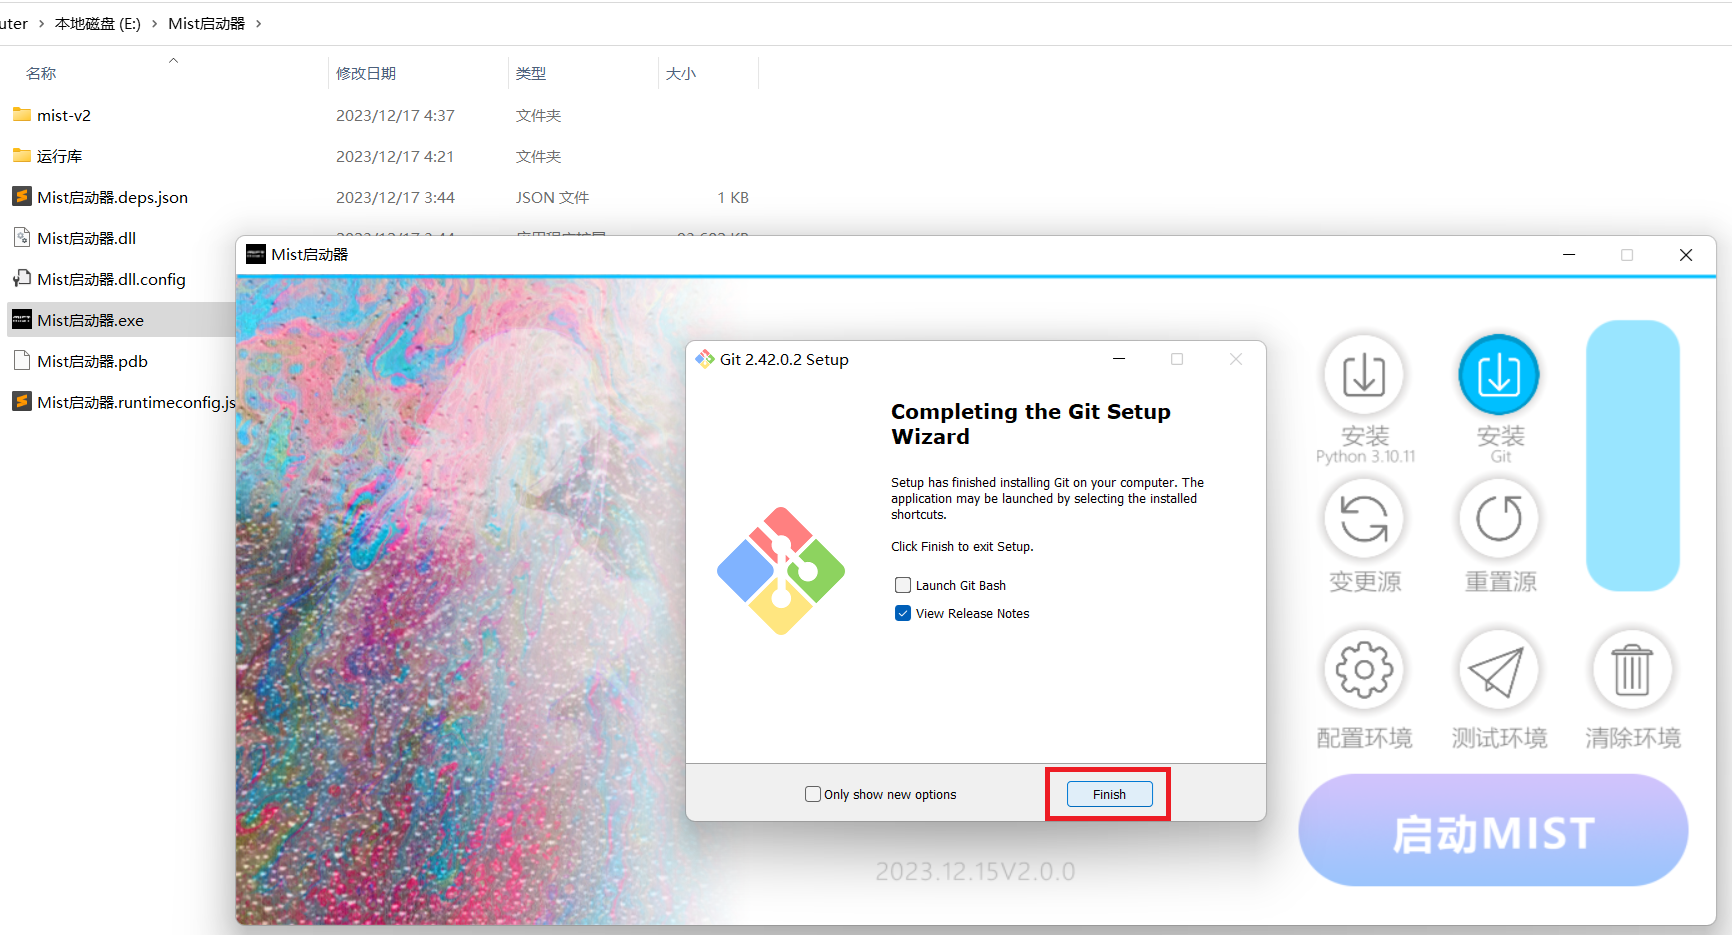 uter › 本地磁盘 (E:) › Mist启动器 ›
名称 修改日期 类型 大小
mist-v2 2023/12/17 4:37 文件夹
运行库 2023/12/17 4:21 文件夹
Mist启动器.deps.json 2023/12/17 3:44 JSON 文件 1 KB
Mist启动器.dll
Mist启动器.dll.config
Mist启动器.exe
Mist启动器.pdb
Mist启动器.runtimeconfig.js
Mist启动器
Git 2.42.0.2 Setup
Completing the Git Setup
Wizard
Setup has finished installing Git on your computer. The
application may be launched by selecting the installed
shortcuts.
Click Finish to exit Setup.
Launch Git Bash
View Release Notes
Only show new options
Finish
2023.12.15V2.0.0
安装
Python 3.10.11
安装
Git
变更源
重置源
配置环境
测试环境
清除环境
启动MIST